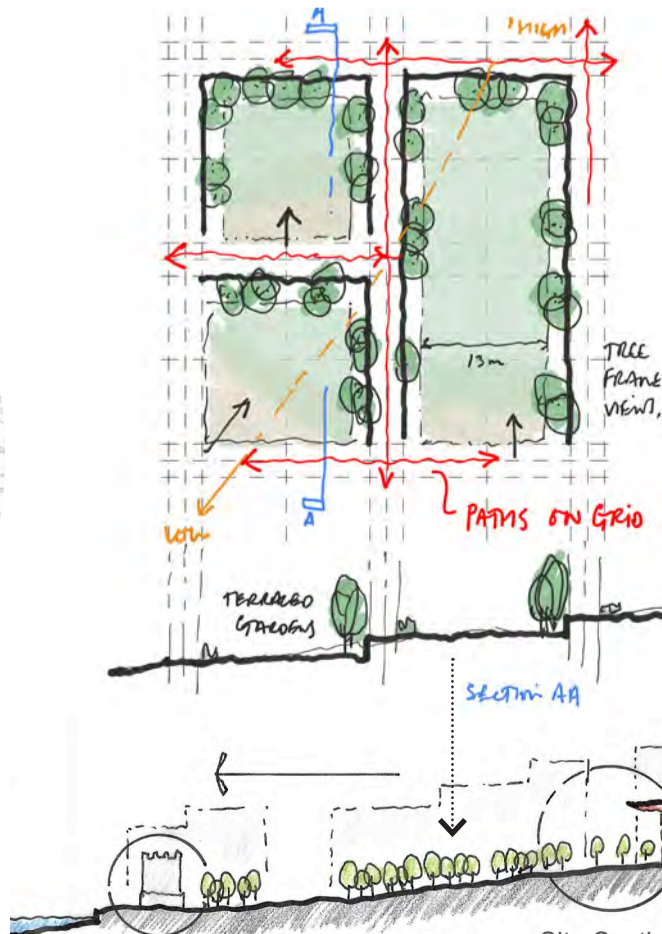 A
HIGH
13m
TREE
FRAME
VIEWS,
A
LOW
PATHS ON GRID
TERRACED
GARDENS
SECTION AA